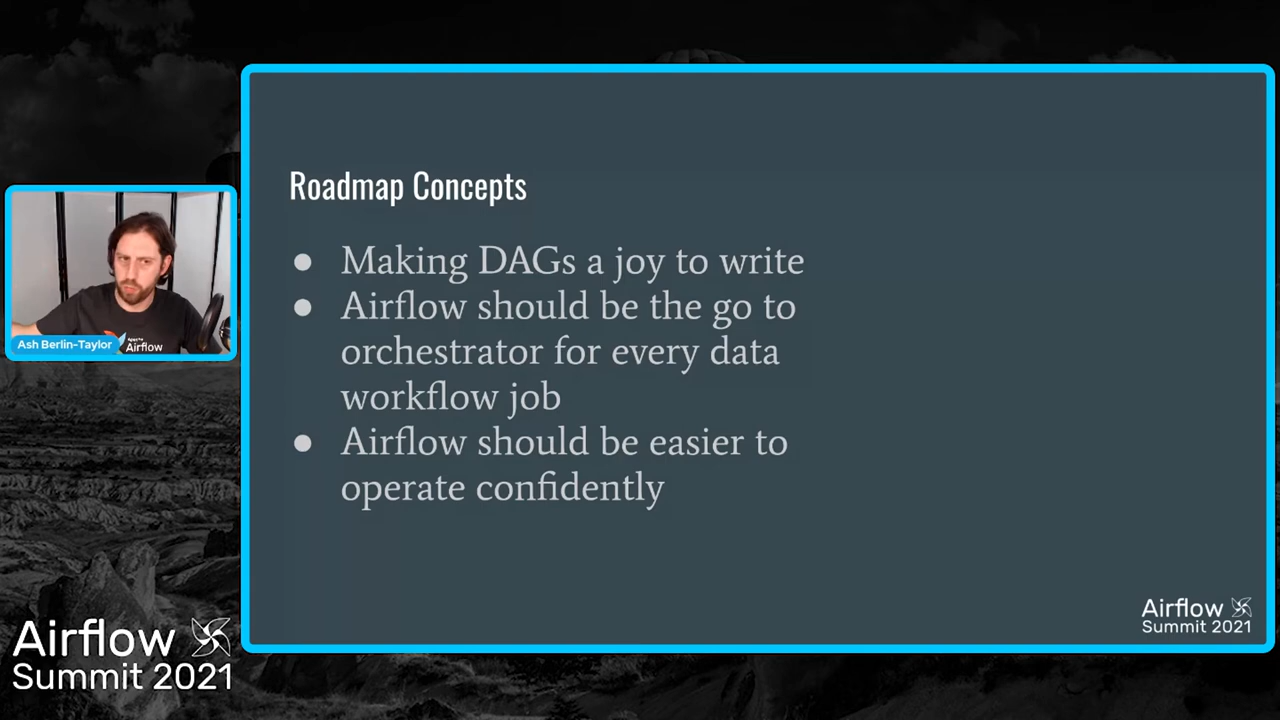 Roadmap Concepts
● Making DAGs a joy to write
● Airflow should be the go to
orchestrator for every data
workflow job
● Airflow should be easier to
operate confidently
Ash Berlin-Taylor
Apache
Airflow
Airflow
Summit 2021
Airflow
Summit 2021